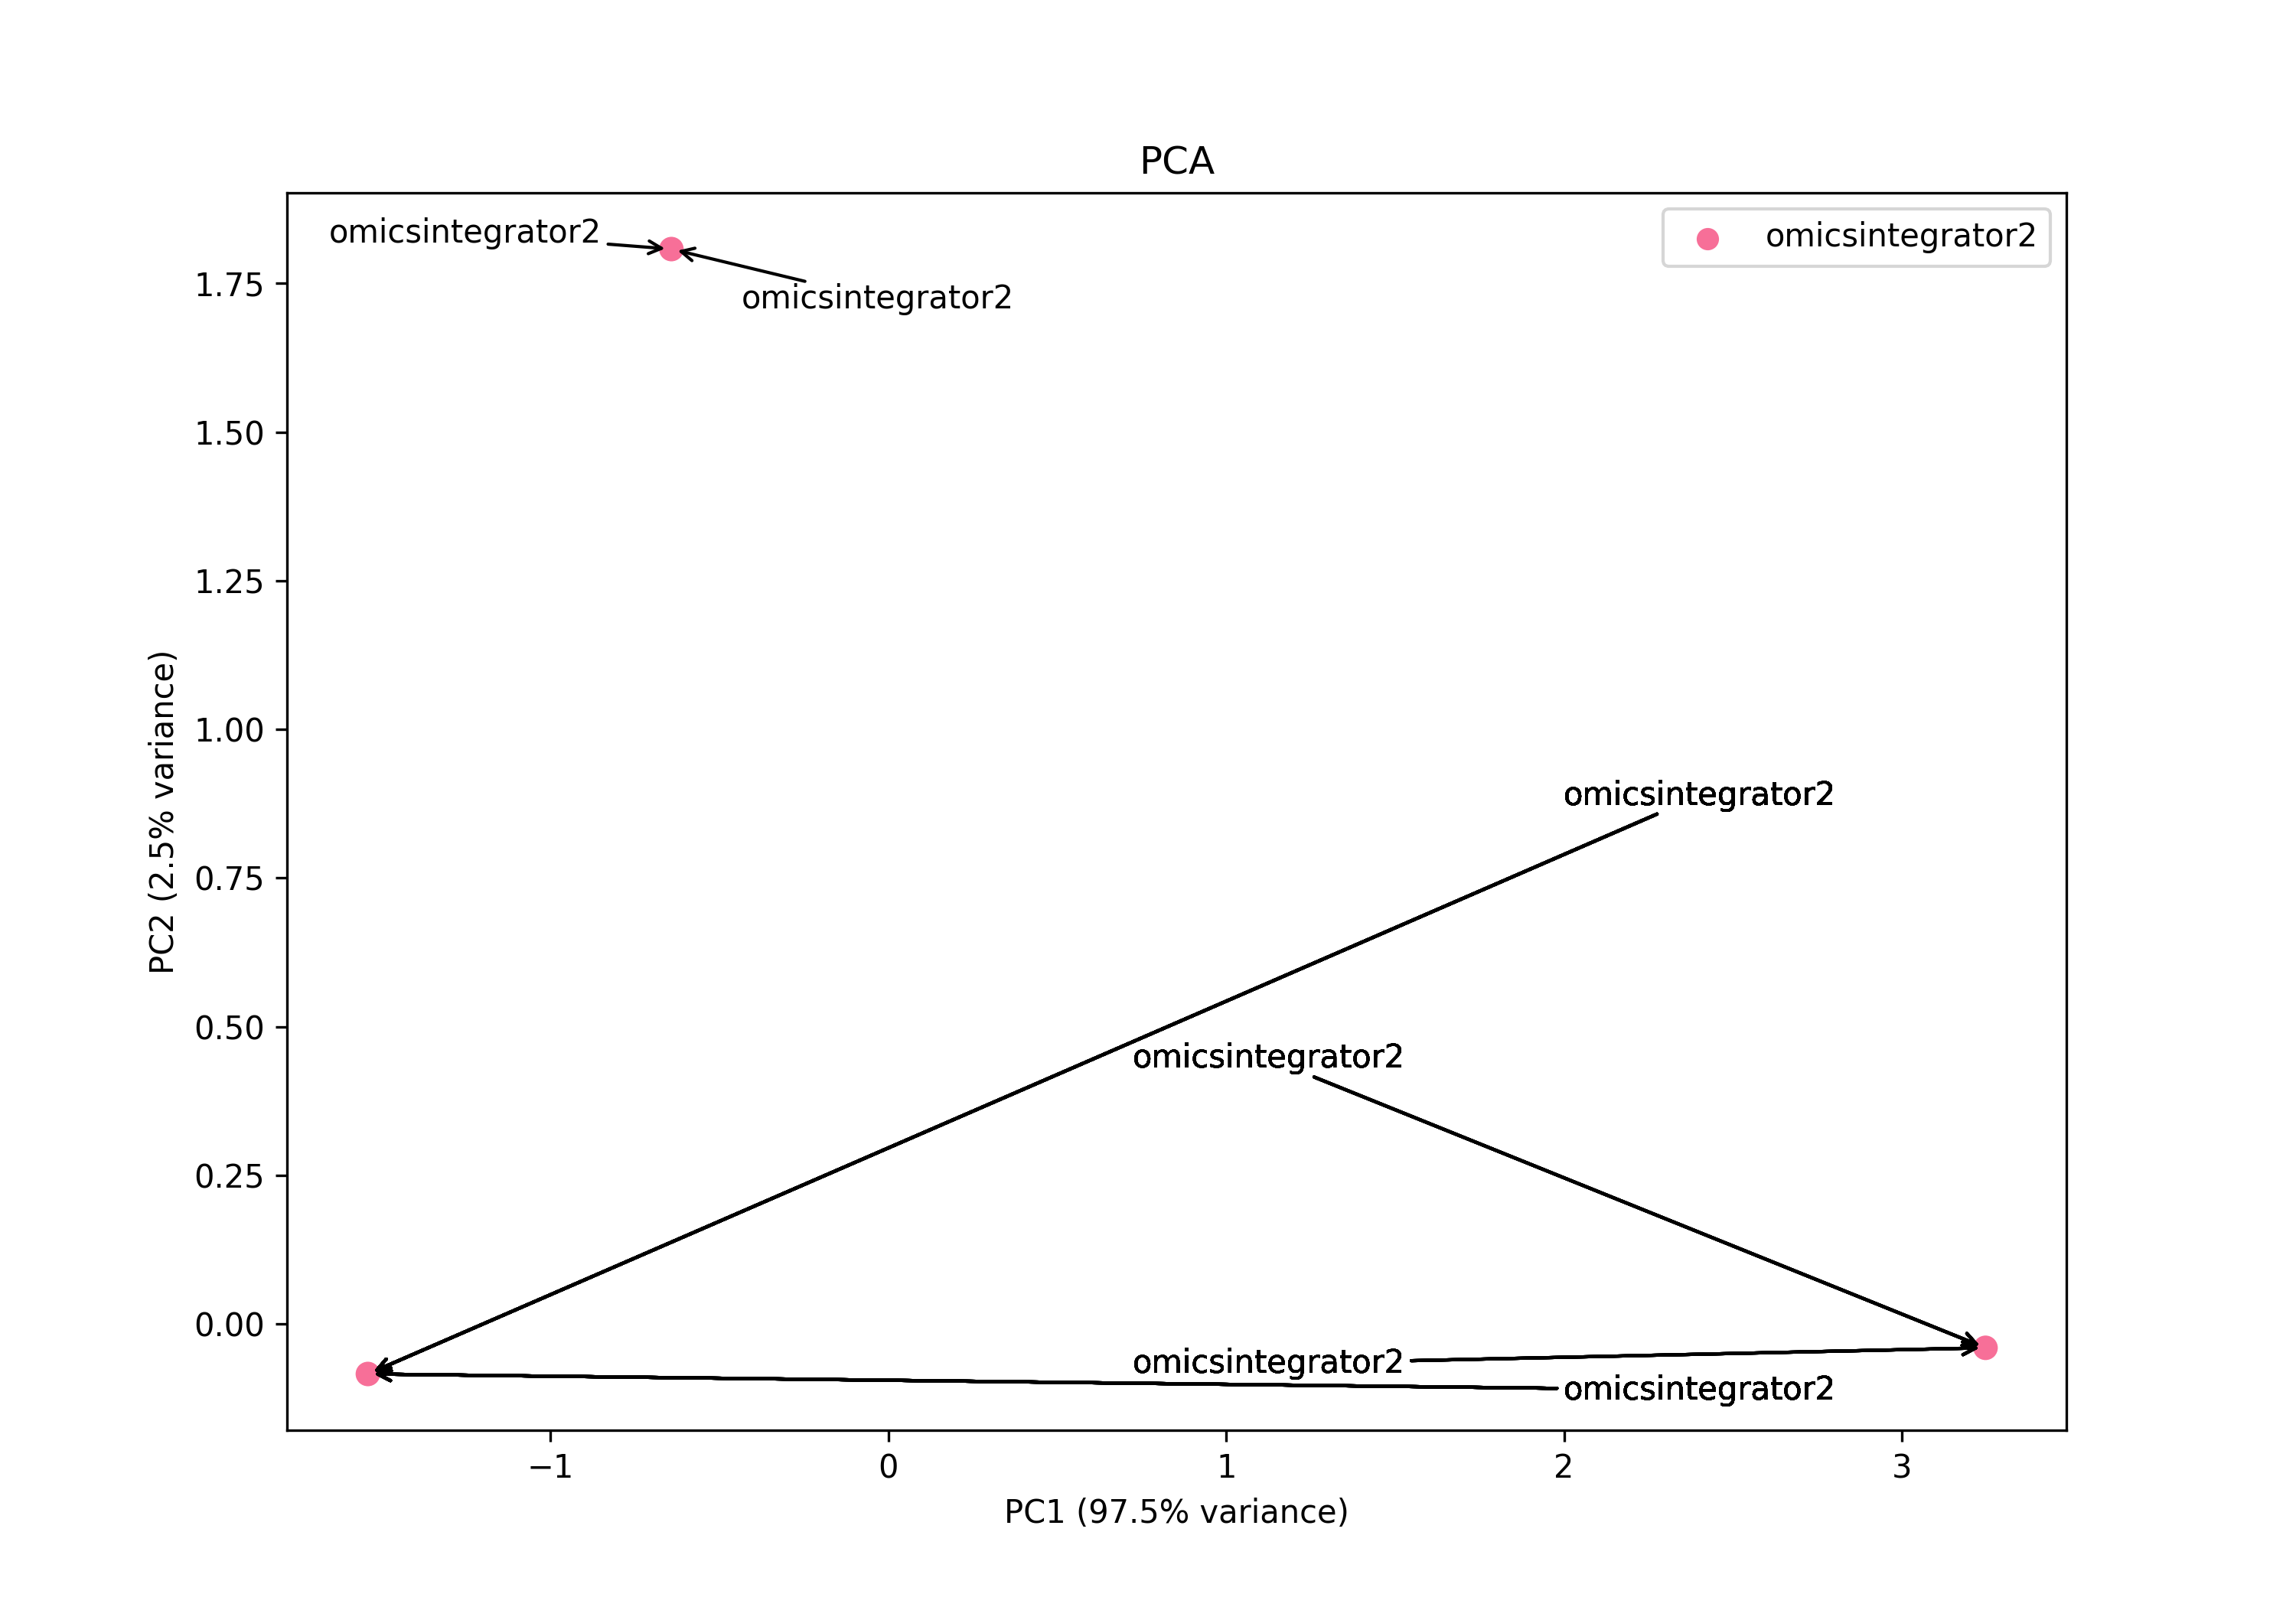 PCA
omicsintegrator2
omicsintegrator2
omicsintegrator2
1.75
1.50
1.25
1.00
0.75
0.50
0.25
0.00
PC2 (2.5% variance)
omicsintegrator2
omicsintegrator2
omicsintegrator2
omicsintegrator2
−1
0
1
2
3
PC1 (97.5% variance)